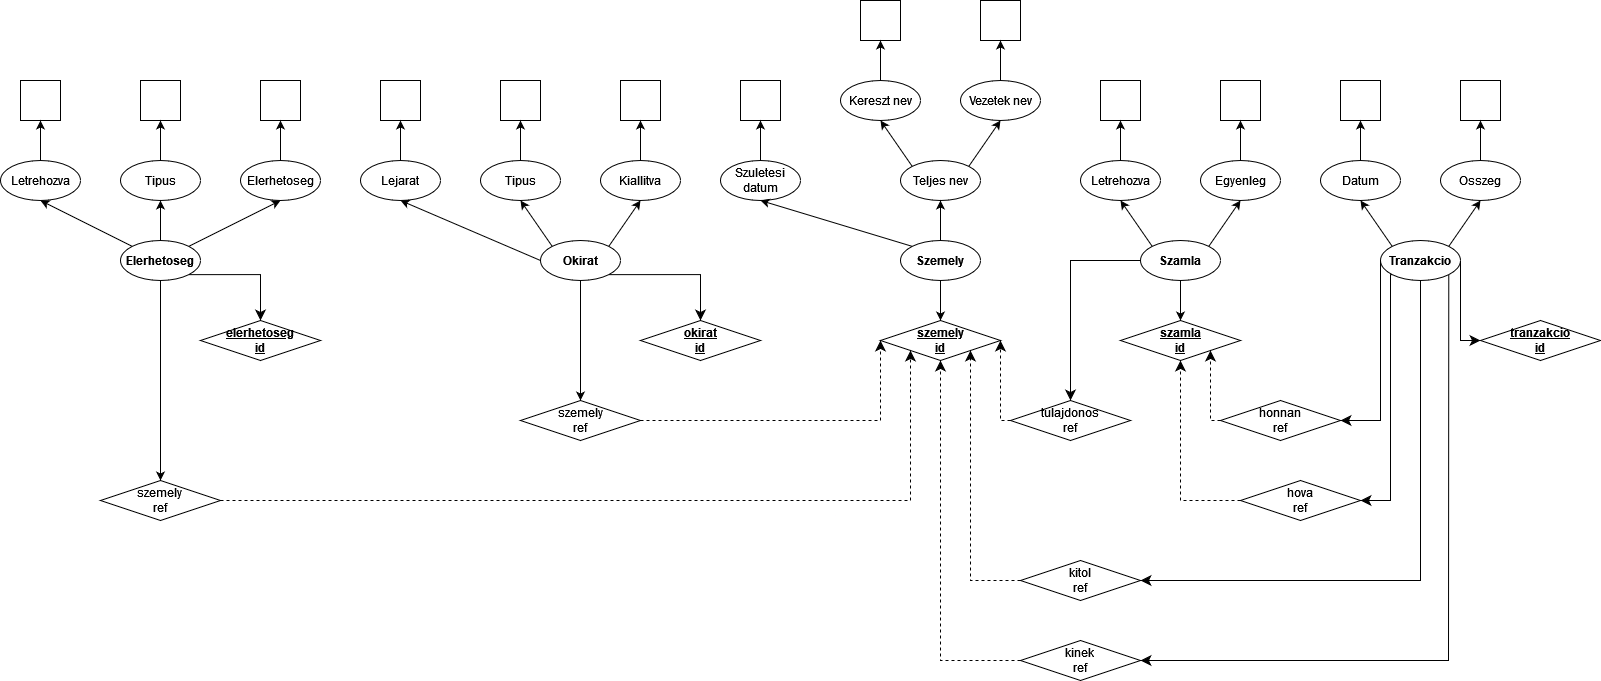 Kereszt nev
Vezetek nev
Letrehozva
Tipus
Elerhetoseg
Lejarat
Tipus
Kiallitva
Szuletesi
datum
Teljes nev
Letrehozva
Egyenleg
Datum
Osszeg
Elerhetoseg
Okirat
Szemely
Szamla
Tranzakcio
elerhetoseg
id
okirat
id
szemely
id
szamla
id
tranzakcio
id
szemely
ref
tulajdonos
ref
honnan
ref
szemely
ref
hova
ref
kitol
ref
kinek
ref